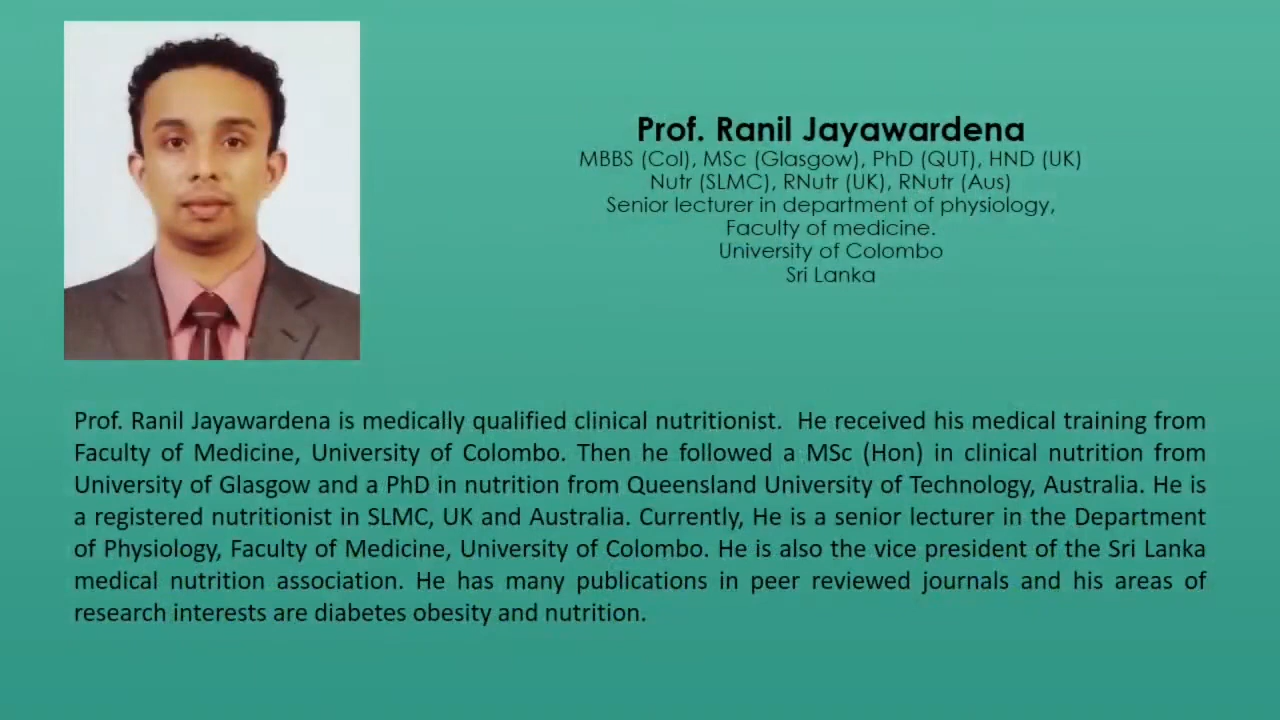 Prof. Ranil Jayawardena
MBBS (Col), MSc (Glasgow), PhD (QUT), HND (UK)
Nutr (SLMC), RNutr (UK), RNutr (Aus)
Senior lecturer in department of physiology,
Faculty of medicine.
University of Colombo
Sri Lanka
Prof. Ranil Jayawardena is medically qualified clinical nutritionist.  He received his medical training from
Faculty of Medicine, University of Colombo. Then he followed a MSc (Hon) in clinical nutrition from
University of Glasgow and a PhD in nutrition from Queensland University of Technology, Australia. He is
a registered nutritionist in SLMC, UK and Australia. Currently, He is a senior lecturer in the Department
of Physiology, Faculty of Medicine, University of Colombo. He is also the vice president of the Sri Lanka
medical nutrition association. He has many publications in peer reviewed journals and his areas of
research interests are diabetes obesity and nutrition.